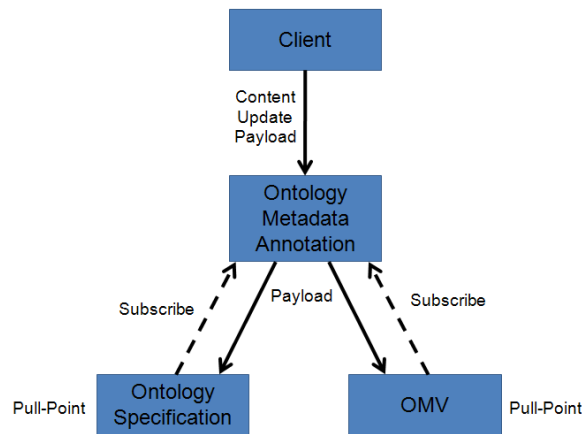 Client
Content
Update
Payload
Ontology
Metadata
Annotation
Subscribe
Payload
Subscribe
Pull-Point
Ontology
Specification
OMV
Pull-Point